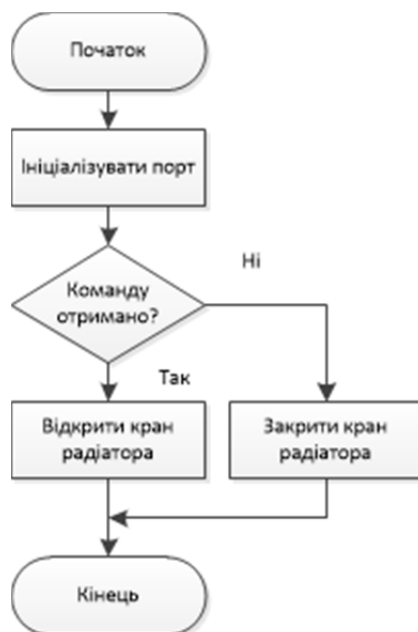 Початок
Ініціалізувати порт
Ні
Команду
отримано?
Так
Відкрити кран
радіатора
Закрити кран
радіатора
Кінець